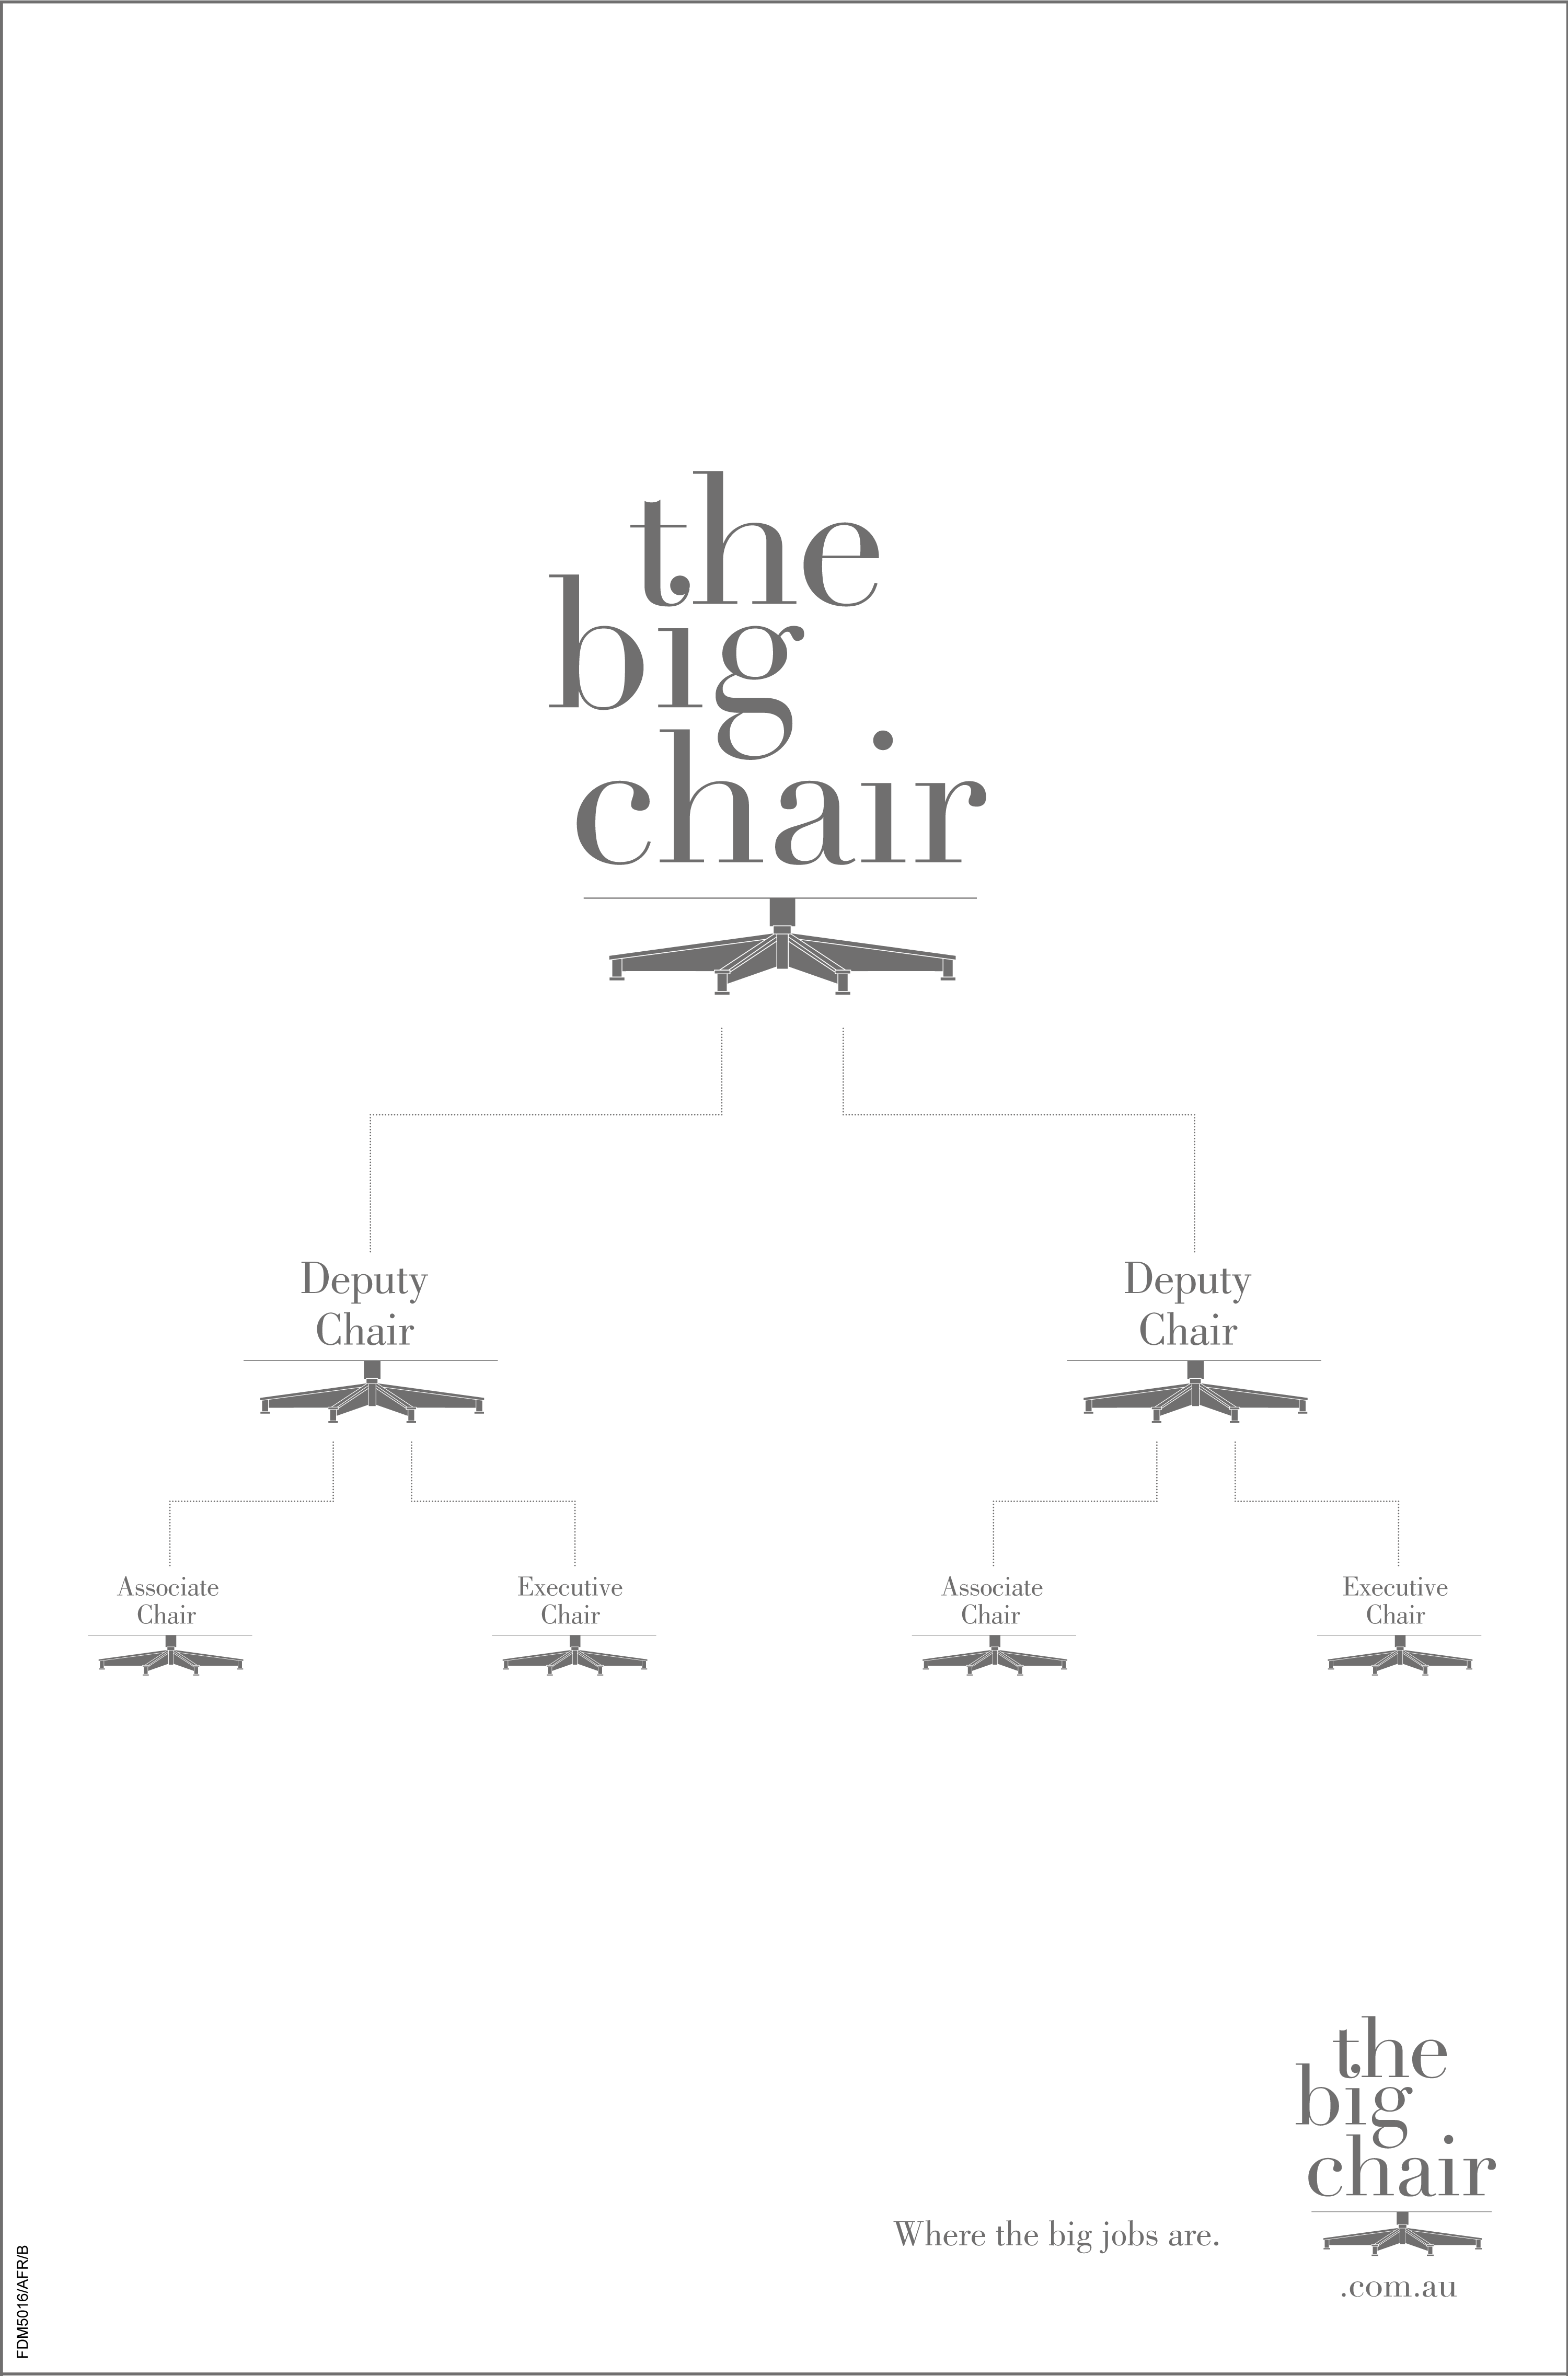 the
big
chair
Deputy
Chair
Deputy
Chair
Associate
Chair
Executive
Chair
Associate
Chair
Executive
Chair
the
big
chair
Where the big jobs are.
.com.au
FDM5016/AFR/B